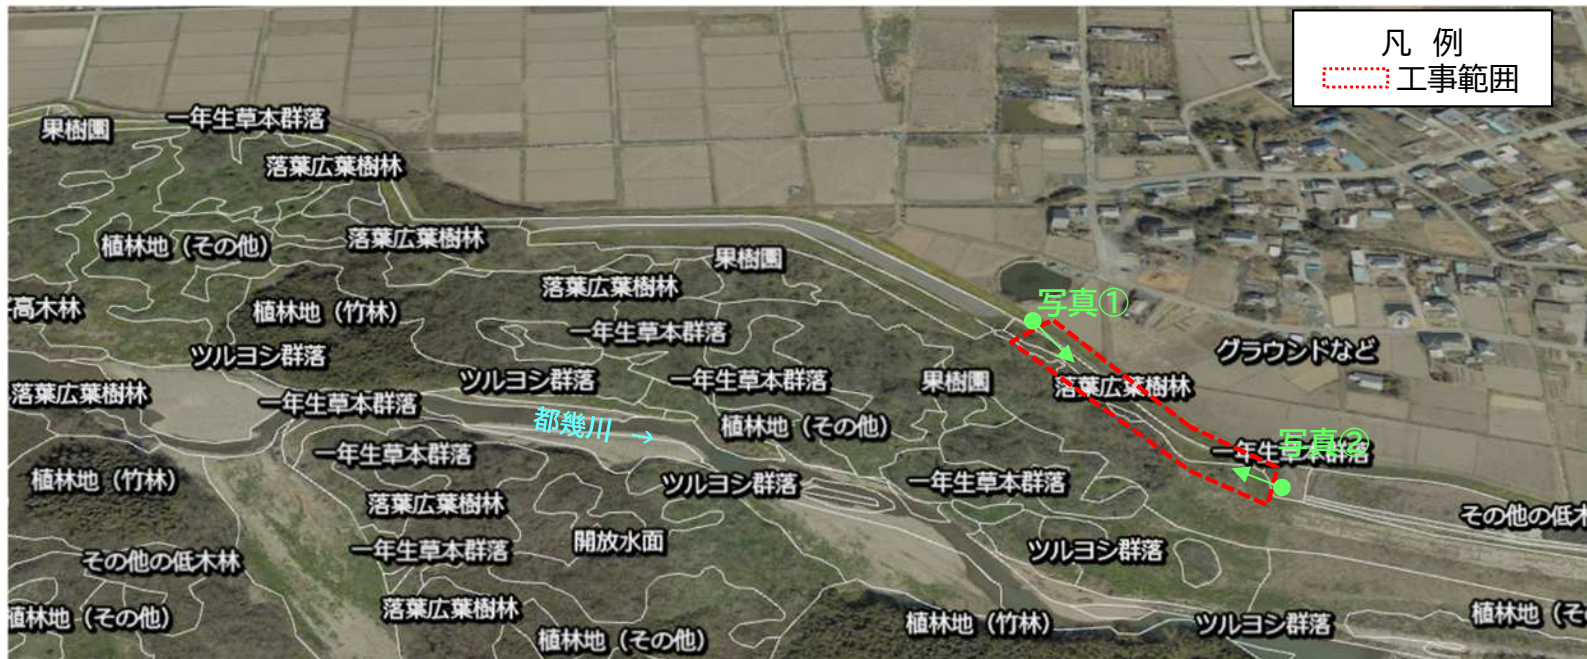 凡 例
工事範囲
一年生草本群落
果樹園
落葉広葉樹林
植林地(その他)
落葉広葉樹林
果樹園
落葉広葉樹林
高木林
植林地(竹林)
一年生草本群落
写真①
ツルヨシ群落
グラウンドなど
落葉広葉樹林
一年生草本群落
ツルヨシ群落
一年生草本群落
果樹園
落葉広葉樹林
都幾川 →
植林地(その他)
一年生草本群落
写真②
一年生草本群落
植林地(竹林)
落葉広葉樹林
ツルヨシ群落
一年生草本群落
その他の低木
その他の低木林
一年生草本群落
開放水面
ツルヨシ群落
植林地(その他)
落葉広葉樹林
植林地(その他)
植林地(竹林)
ツルヨシ群落
植林地(その